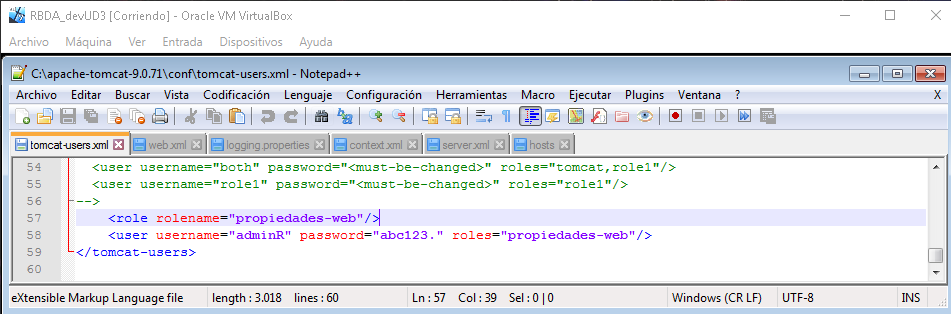 RBDA_devUD3 [Corriendo] - Oracle VM VirtualBox
Archivo Máquina Ver Entrada Dispositivos Ayuda
C:\apache-tomcat-9.0.71\conf\tomcat-users.xml - Notepad++
Archivo Editar Buscar Vista Codificación Lenguaje Configuración Herramientas Macro Ejecutar Plugins Ventana ? X
tomcat-users.xml web.xml logging.properties context.xml server.xml hosts
54 <user username="both" password="<must-be-changed>" roles="tomcat,role1"/>
55 <user username="role1" password="<must-be-changed>" roles="role1"/>
56 -->
57 <role rolename="propiedades-web"/>
58 <user username="adminR" password="abc123." roles="propiedades-web"/>
59 </tomcat-users>
60
eXtensible Markup Language file length : 3.018 lines : 60 Ln : 57 Col : 39 Sel : 0 | 0 Windows (CR LF) UTF-8 INS